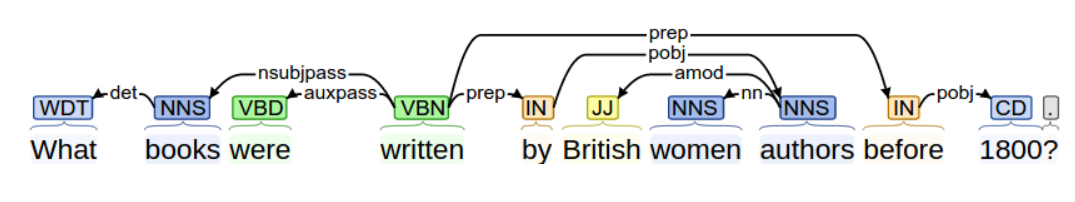 prep
pobj
nsubjpass amod
det auxpass prep nn pobj
WDT NNS VBD VBN IN JJ NNS NNS IN CD .
What books were written by British women authors before 1800?